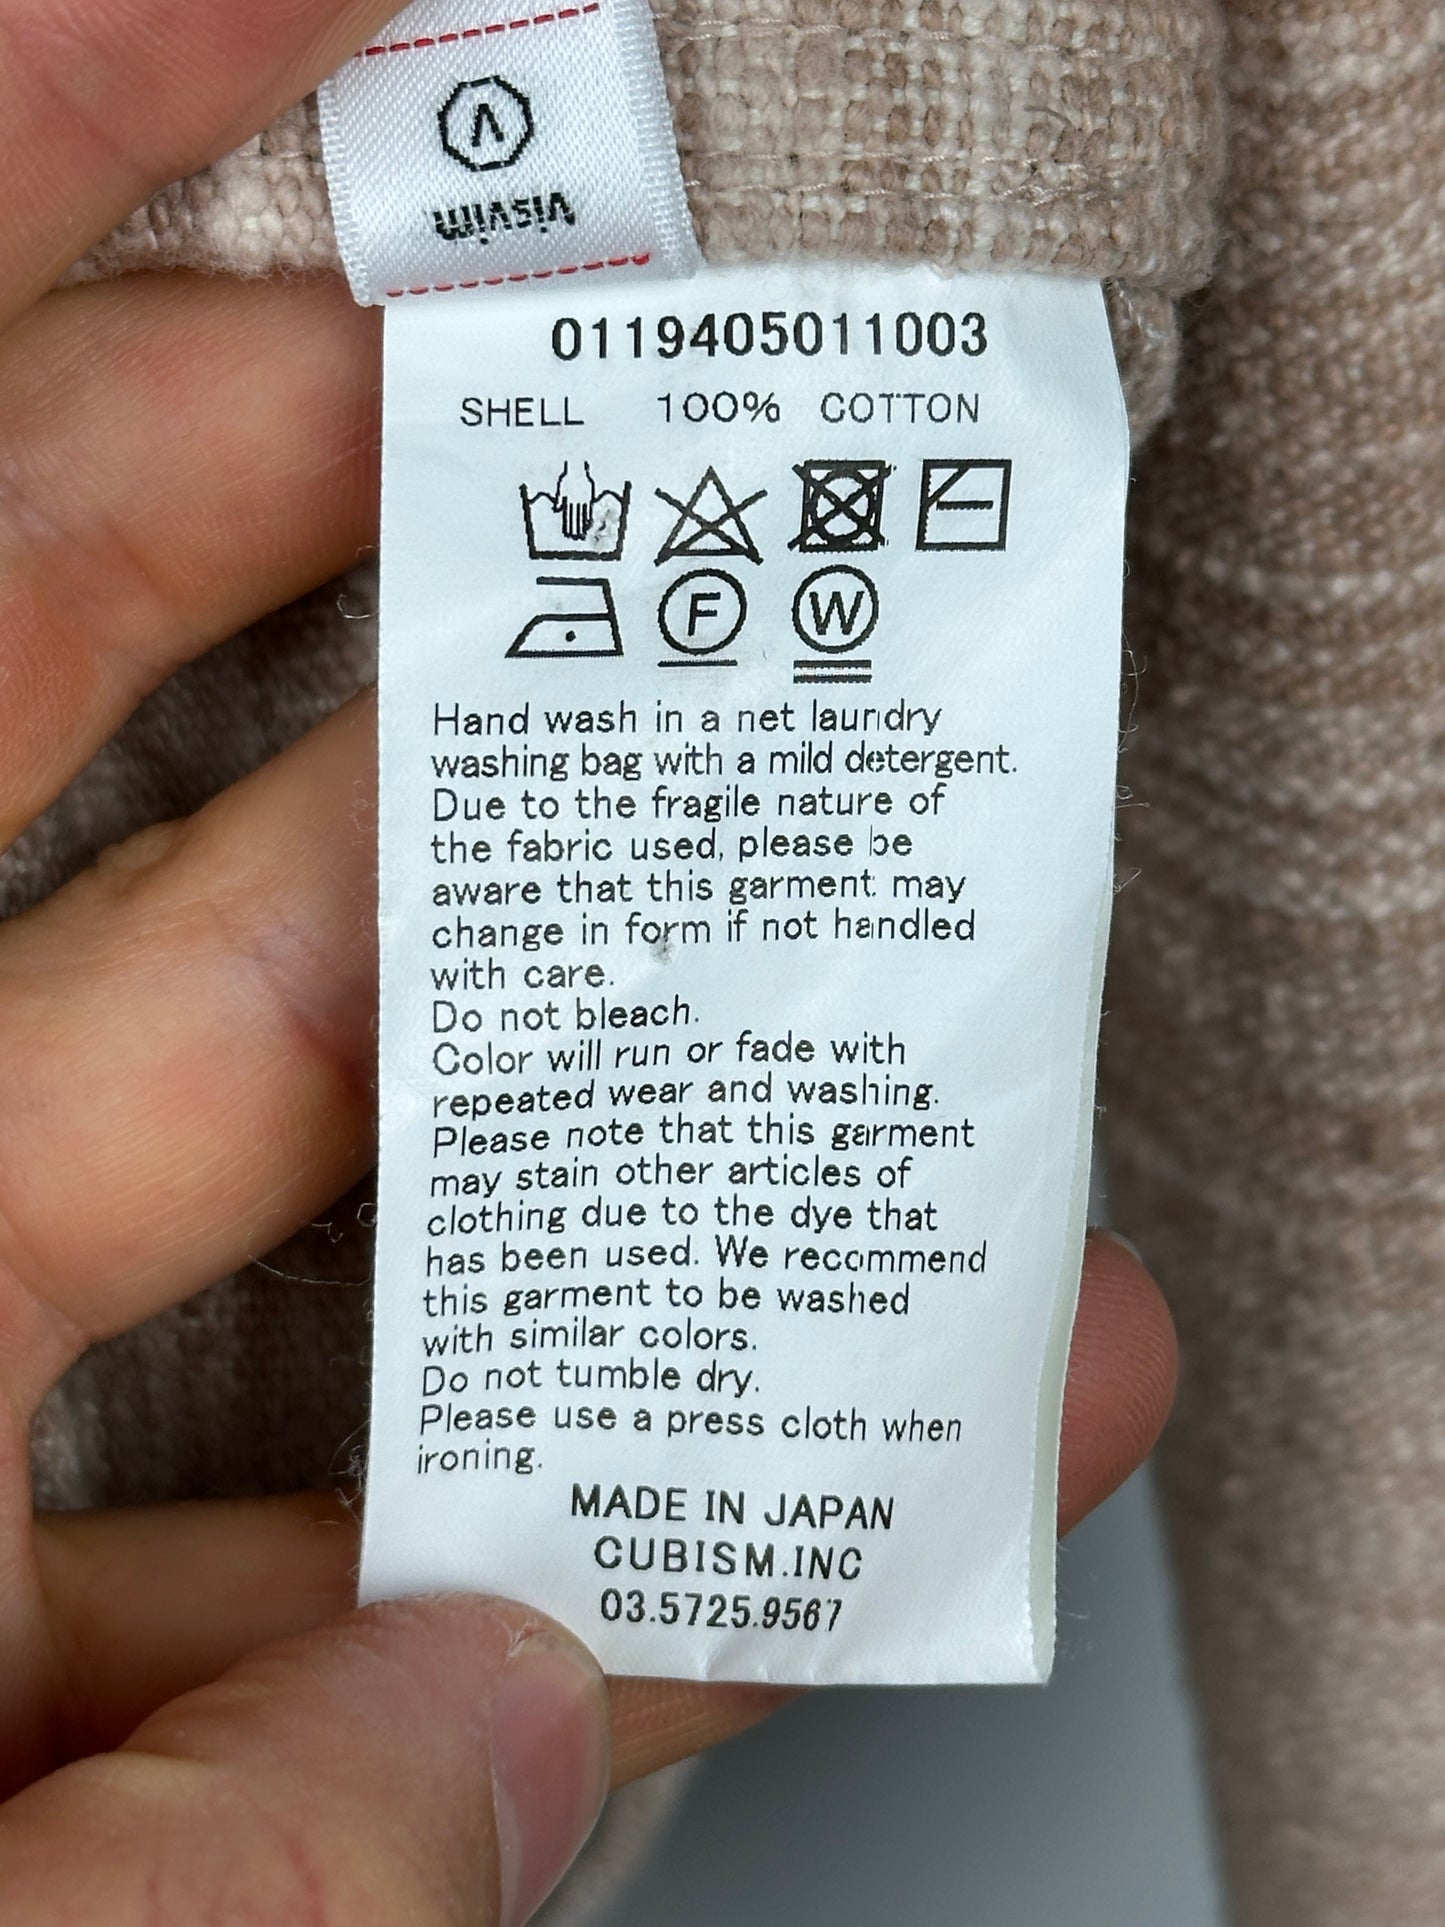 visvim
0119405011003
SHELL 100% COTTON
F W
Hand wash in a net laundry
washing bag with a mild detergent.
Due to the fragile nature of
the fabric used, please be
aware that this garment may
change in form if not handled
with care.
Do not bleach.
Color will run or fade with
repeated wear and washing.
Please note that this garment
may stain other articles of
clothing due to the dye that
has been used. We recommend
this garment to be washed
with similar colors.
Do not tumble dry.
Please use a press cloth when
ironing.
MADE IN JAPAN
CUBISM.INC
03.5725.9567